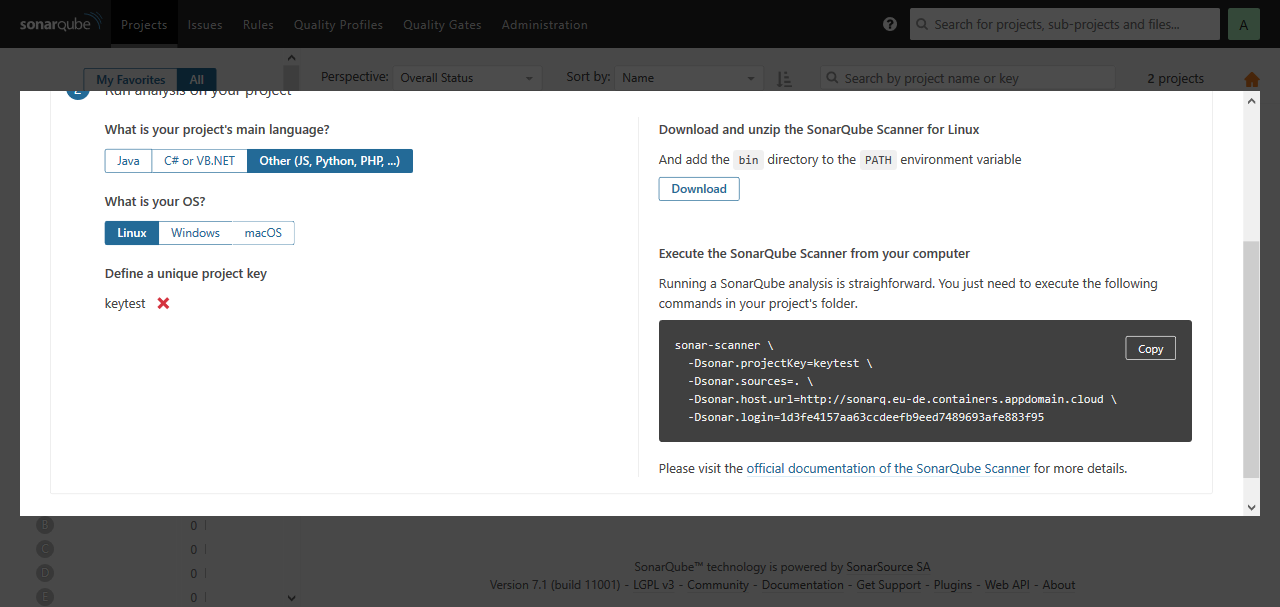 sonarqube Projects Issues Rules Quality Profiles Quality Gates Administration ? Search for projects, sub-projects and files... A
My Favorites All Perspective: Overall Status Sort by: Name Search by project name or key 2 projects
2 Run analysis on your project
What is your project's main language?
Java C# or VB.NET Other (JS, Python, PHP, ...)
What is your OS?
Linux Windows macOS
Define a unique project key
keytest
Download and unzip the SonarQube Scanner for Linux
And add the bin directory to the PATH environment variable
Download
Execute the SonarQube Scanner from your computer
Running a SonarQube analysis is straighforward. You just need to execute the following
commands in your project's folder.
Copy
sonar-scanner \
-Dsonar.projectKey=keytest \
-Dsonar.sources=. \
-Dsonar.host.url=http://sonarq.eu-de.containers.appdomain.cloud \
-Dsonar.login=1d3fe4157aa63ccdeefb9eed7489693afe883f95
Please visit the official documentation of the SonarQube Scanner for more details.
B 0
C 0
D 0
E 0
SonarQube™ technology is powered by SonarSource SA
Version 7.1 (build 11001) - LGPL v3 - Community - Documentation - Get Support - Plugins - Web API - About